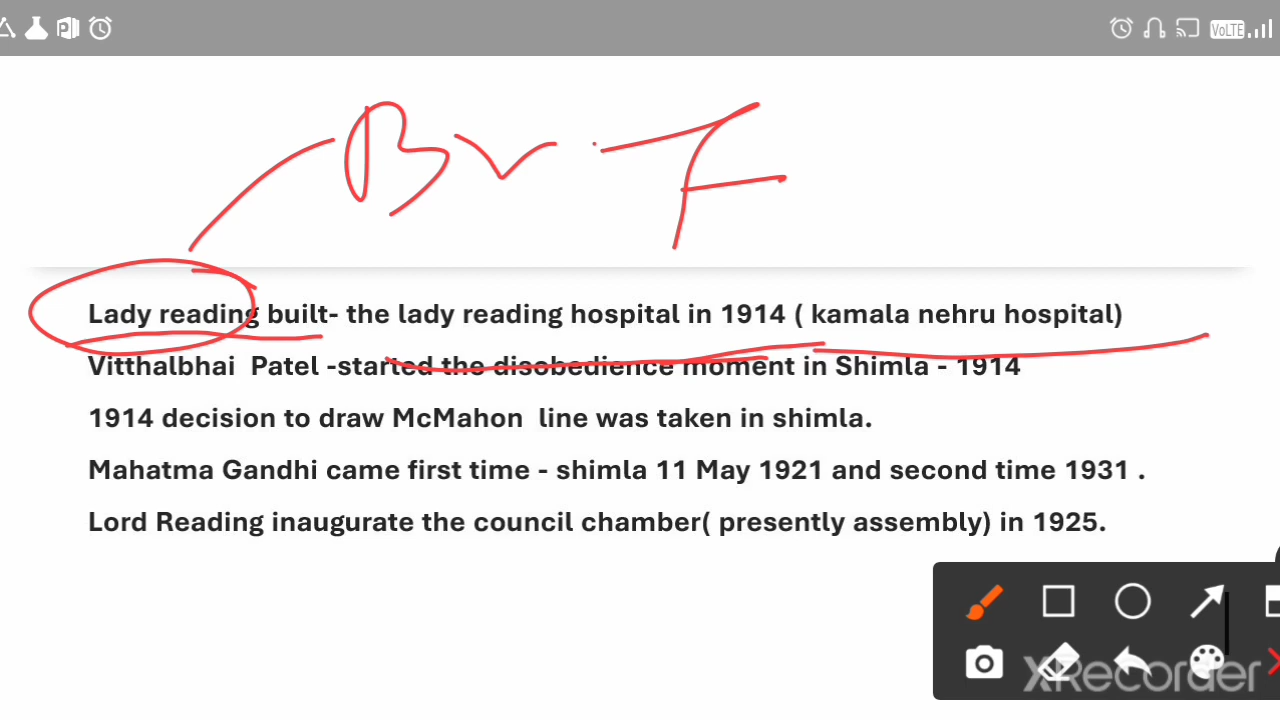 VoLTE
Br. F
Lady reading built- the lady reading hospital in 1914 ( kamala nehru hospital)
Vitthalbhai Patel -started the disobedience moment in Shimla - 1914
1914 decision to draw McMahon line was taken in shimla.
Mahatma Gandhi came first time - shimla 11 May 1921 and second time 1931 .
Lord Reading inaugurate the council chamber( presently assembly) in 1925.
XRecorder